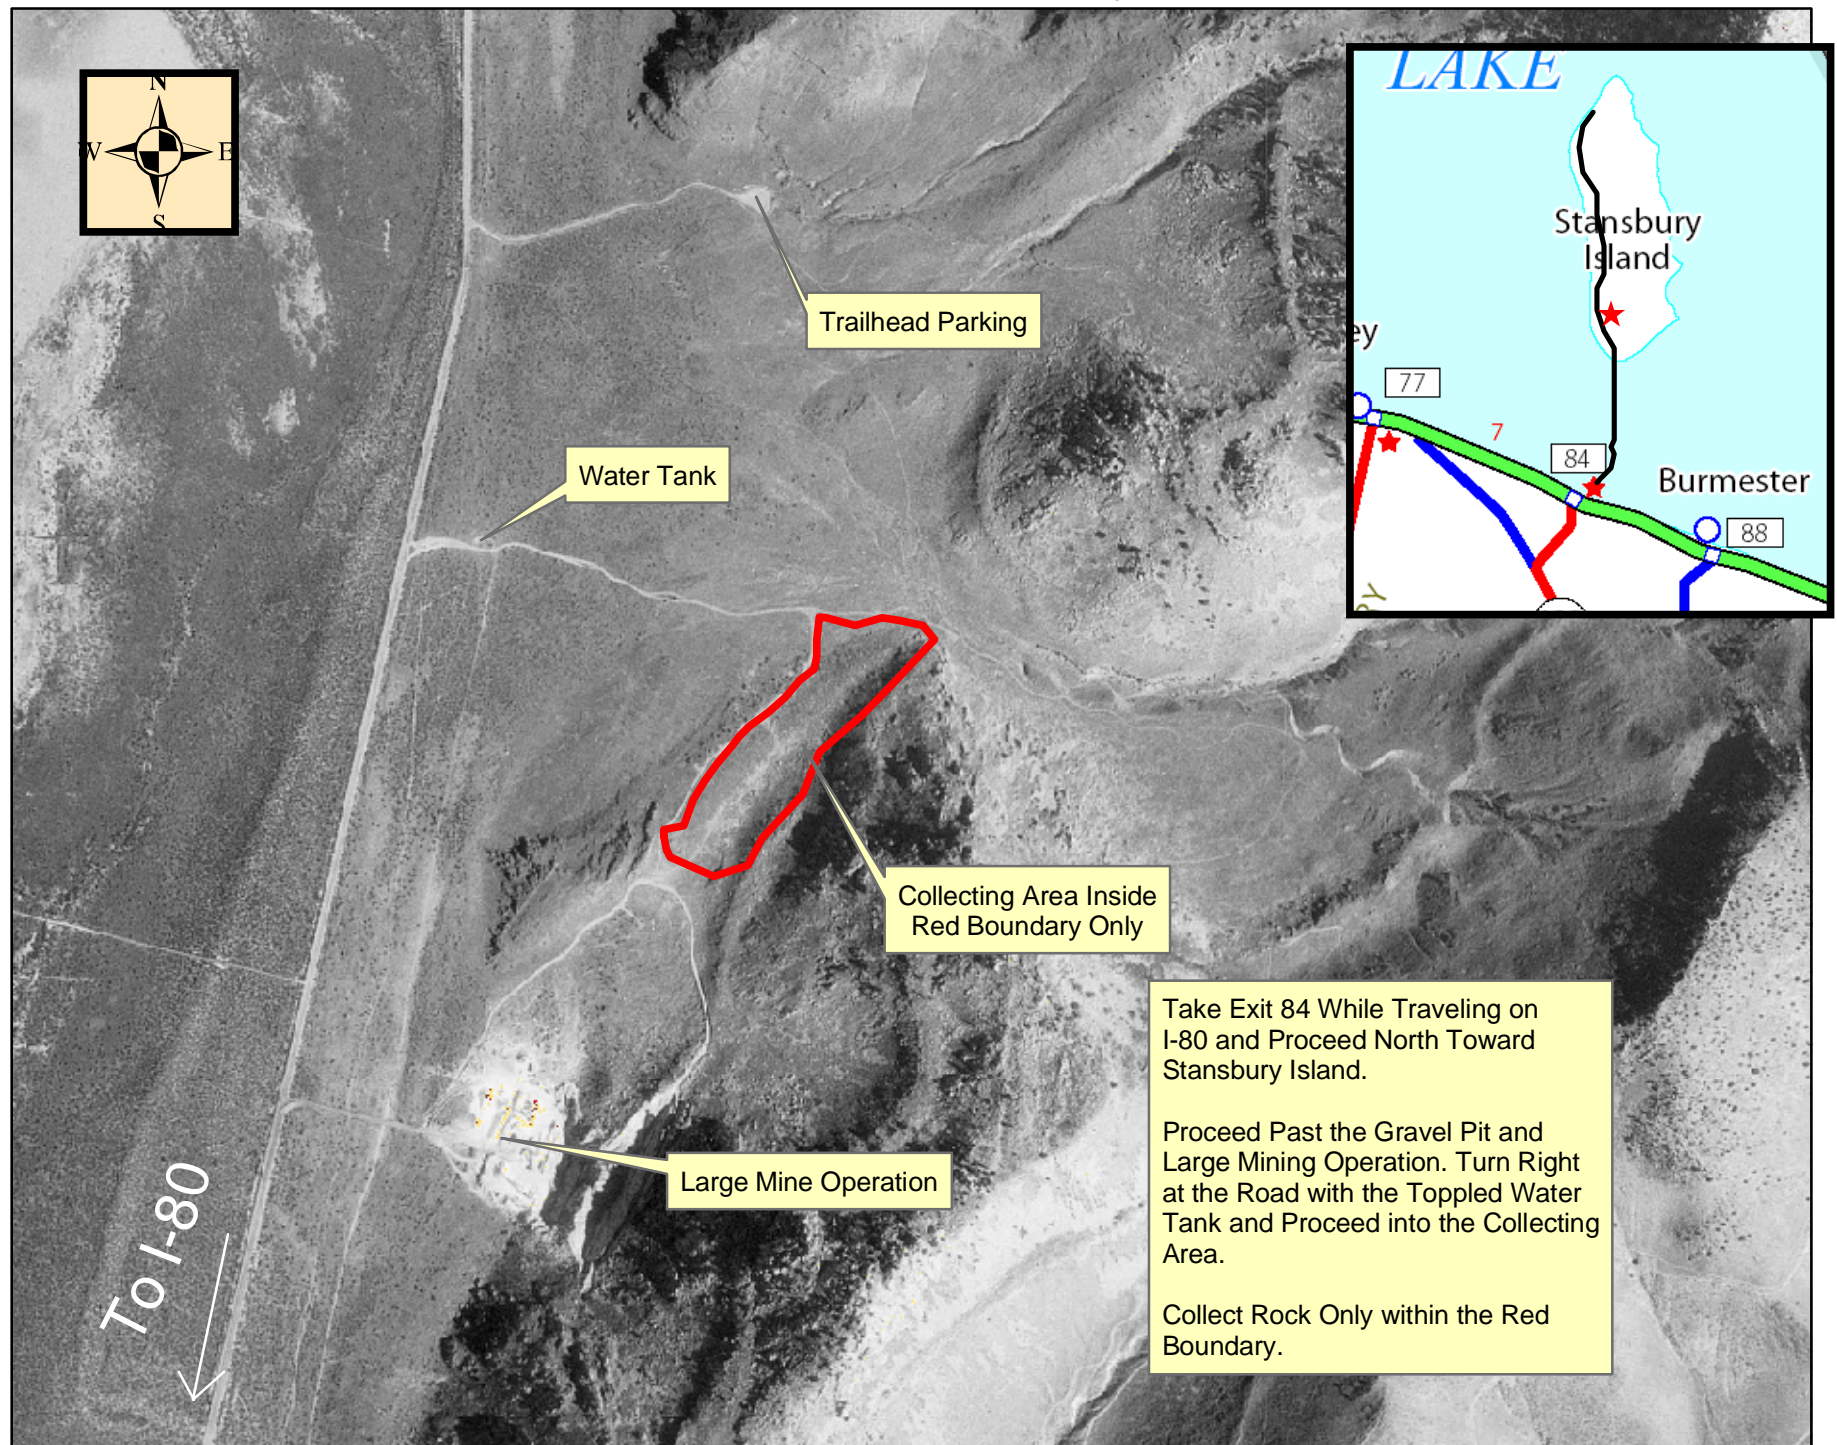 N
W
E
S
LAKE
Stansbury
Island
ey
77
7
84
Burmester
88
Trailhead Parking
Water Tank
Collecting Area Inside
Red Boundary Only
Large Mine Operation
To I-80
Take Exit 84 While Traveling on
I-80 and Proceed North Toward
Stansbury Island.
Proceed Past the Gravel Pit and
Large Mining Operation. Turn Right
at the Road with the Toppled Water
Tank and Proceed into the Collecting
Area.
Collect Rock Only within the Red
Boundary.